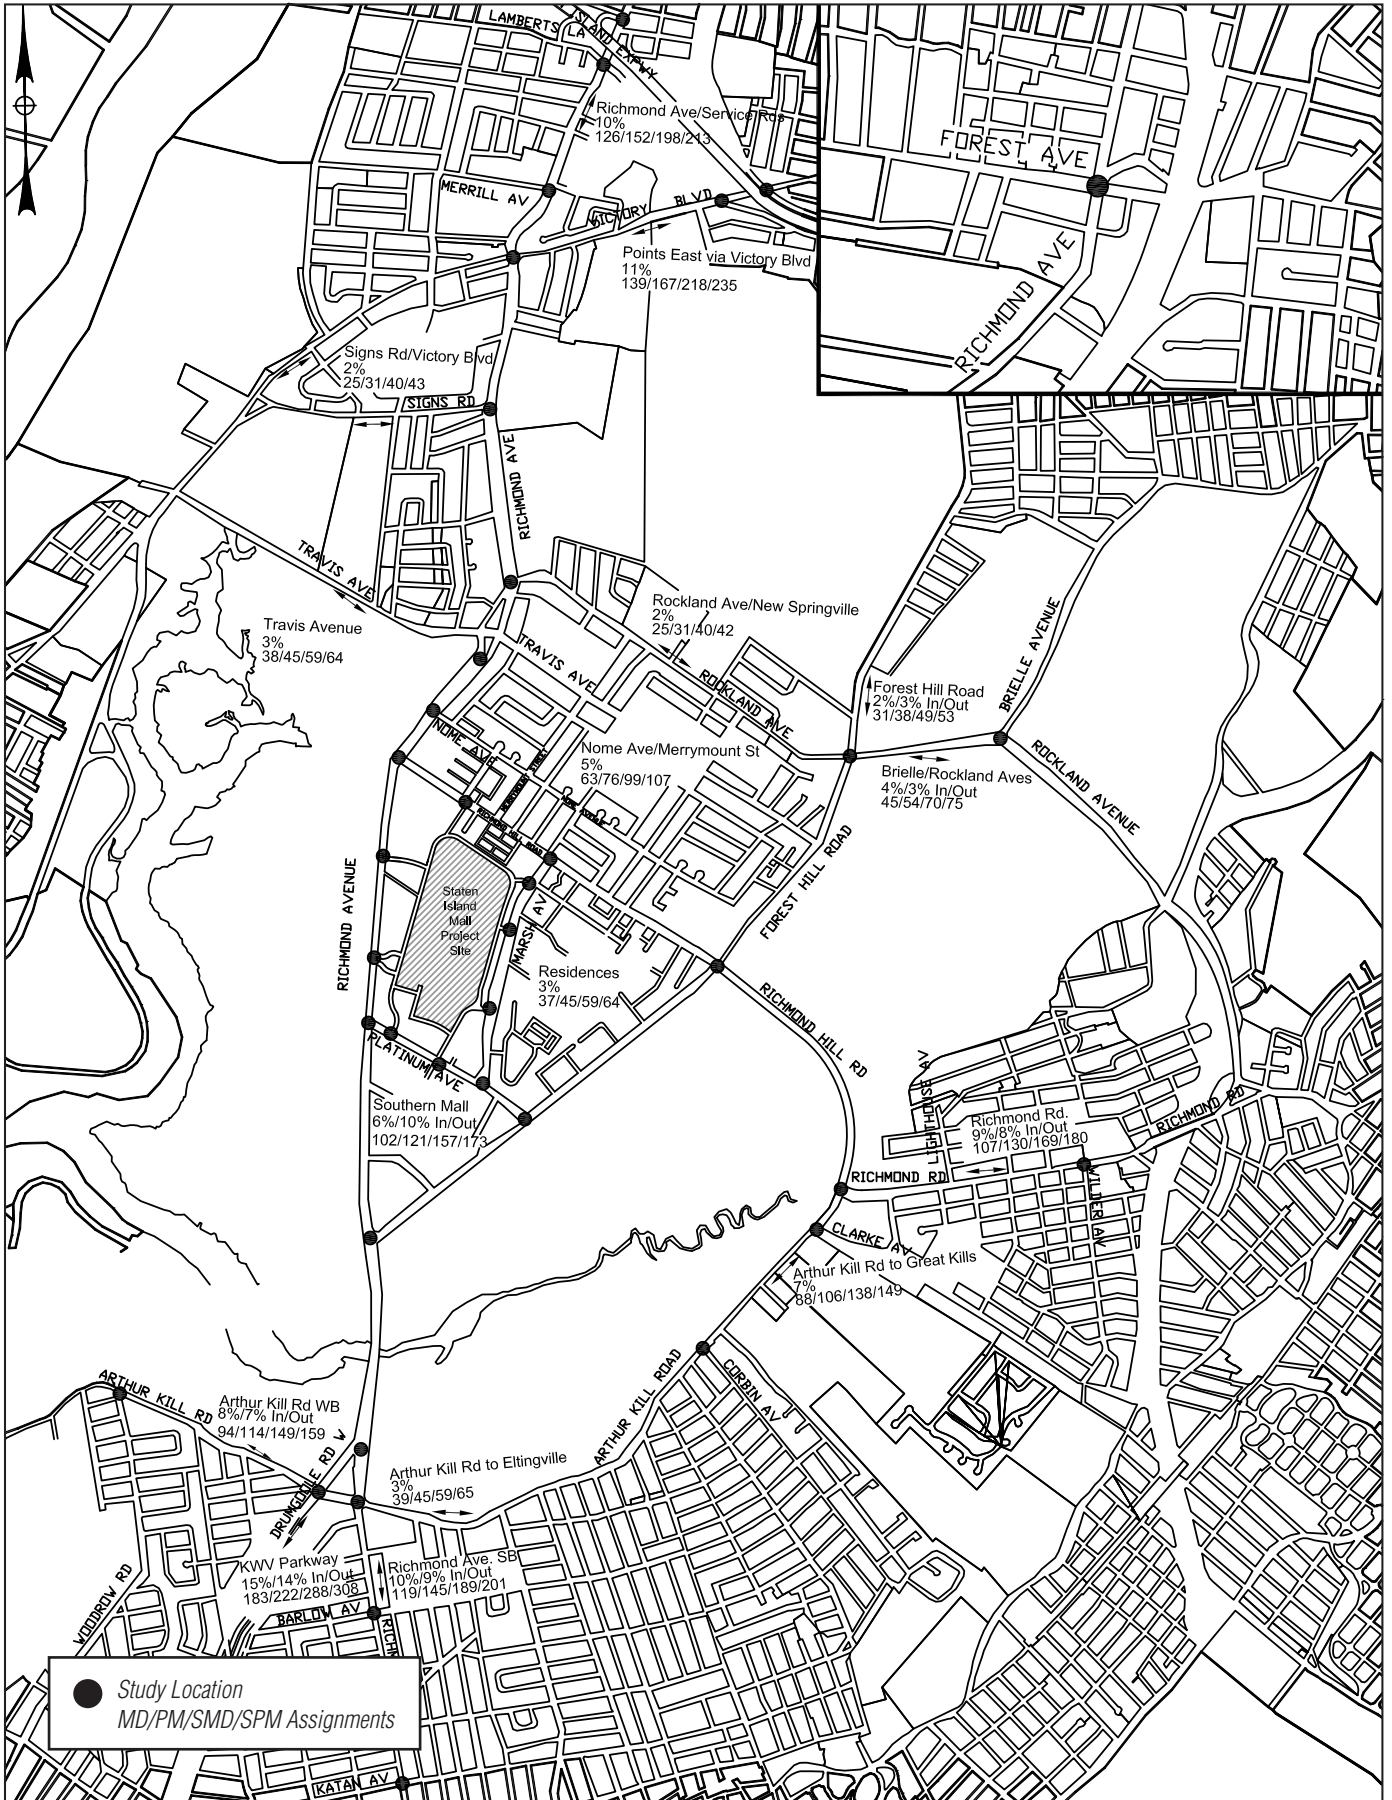 LAMBERTS LA
ISLAND EXPWY
Richmond Ave/Service Rds
10%
126/152/198/213
FOREST AVE
MERRILL AV
VICTORY BLVD
RICHMOND AVE
Points East via Victory Blvd
11%
139/167/218/235
Signs Rd/Victory Blvd
2%
25/31/40/43
SIGNS RD
RICHMOND AVE
TRAVIS AVE
Rockland Ave/New Springville
2%
25/31/40/42
Travis Avenue
3%
38/45/59/64
TRAVIS AVE
ROCKLAND AVE
BRIELLE AVENUE
Forest Hill Road
2%/3% In/Out
31/38/49/53
NOME AVE
Nome Ave/Merrymount St
5%
63/76/99/107
MERRYMOUNT STREET
NOME AVENUE
ROCKLAND AVENUE
Brielle/Rockland Aves
4%/3% In/Out
45/54/70/75
RICHMOND HILL ROAD
FOREST HILL ROAD
RICHMOND AVENUE
Staten
Island
Mall
Project
Site
MARSH AV
Residences
3%
37/45/59/64
RICHMOND HILL RD
PLATINUM AVE
LIGHTHOUSE AV
Southern Mall
6%/10% In/Out
102/121/157/173
Richmond Rd.
9%/8% In/Out
107/130/169/180
RICHMOND RD
RICHMOND RD
WILDER AV
CLARKE AV
Arthur Kill Rd to Great Kills
7%
88/106/138/149
ARTHUR KILL ROAD
CORBIN AV
ARTHUR KILL RD
Arthur Kill Rd WB
8%/7% In/Out
94/114/149/159
DRUMGOOLE RD W
Arthur Kill Rd to Eltingville
3%
39/45/59/65
KWV Parkway
15%/14% In/Out
183/222/288/308
Richmond Ave. SB
10%/9% In/Out
119/145/189/201
WOODROW RD
BARLOW AV
RICHM
Study Location
MD/PM/SMD/SPM Assignments
KATAN AV